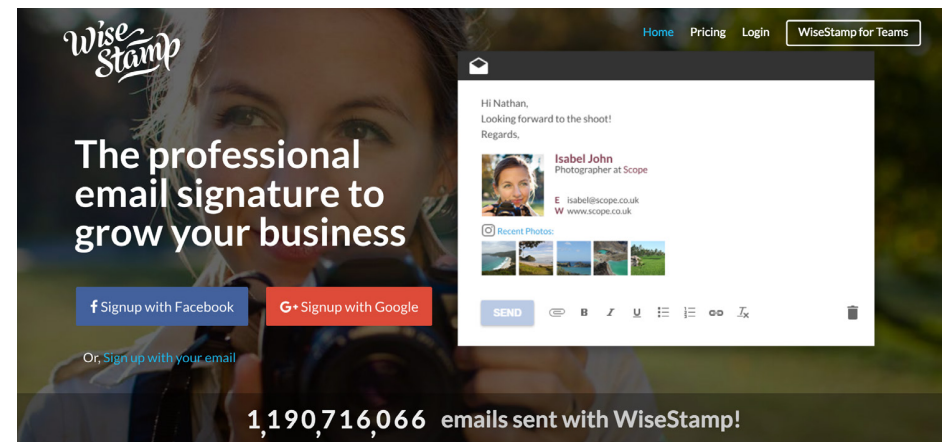 Wise
Stamp
Home Pricing Login WiseStamp for Teams
The professional
email signature to
grow your business
f Signup with Facebook G+ Signup with Google
Or, Sign up with your email
Hi Nathan,
Looking forward to the shoot!
Regards,
Isabel John
Photographer at Scope
E isabel@scope.co.uk
W www.scope.co.uk
Recent Photos:
SEND B I U Tx
1,190,716,066 emails sent with WiseStamp!